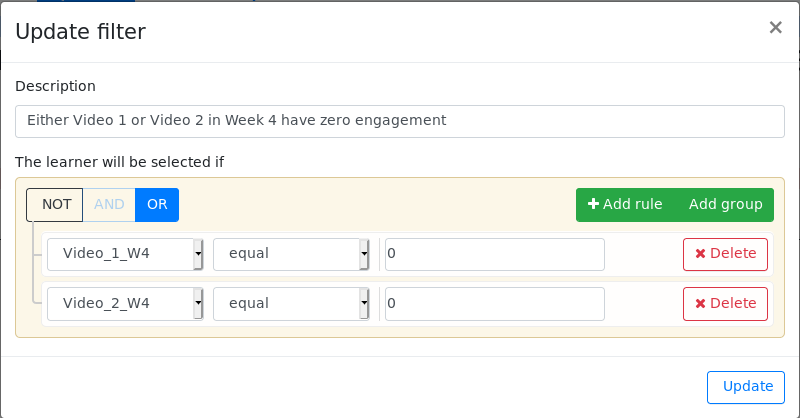 Update filter ×
Description
Either Video 1 or Video 2 in Week 4 have zero engagement
The learner will be selected if
NOT AND OR + Add rule Add group
Video_1_W4 equal 0 × Delete
Video_2_W4 equal 0 × Delete
Update